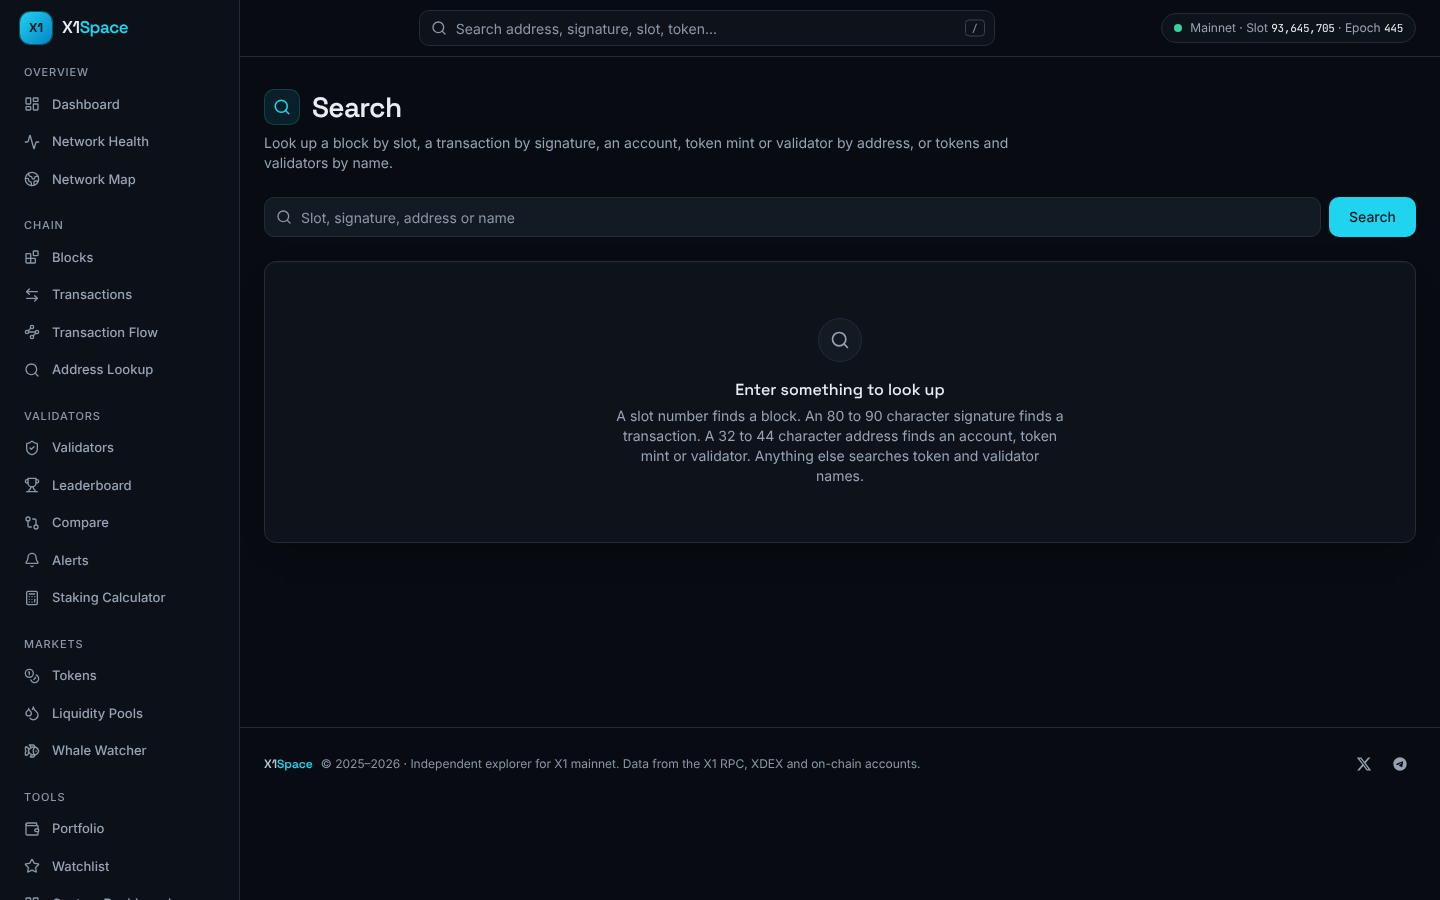 X1 X1Space
Search address, signature, slot, token... /
Mainnet · Slot 93,645,705 · Epoch 445
OVERVIEW
Dashboard
Network Health
Network Map
CHAIN
Blocks
Transactions
Transaction Flow
Address Lookup
VALIDATORS
Validators
Leaderboard
Compare
Alerts
Staking Calculator
MARKETS
Tokens
Liquidity Pools
Whale Watcher
TOOLS
Portfolio
Watchlist
Search
Look up a block by slot, a transaction by signature, an account, token mint or validator by address, or tokens and
validators by name.
Slot, signature, address or name
Search
Enter something to look up
A slot number finds a block. An 80 to 90 character signature finds a
transaction. A 32 to 44 character address finds an account, token
mint or validator. Anything else searches token and validator
names.
X1Space © 2025–2026 · Independent explorer for X1 mainnet. Data from the X1 RPC, XDEX and on-chain accounts.